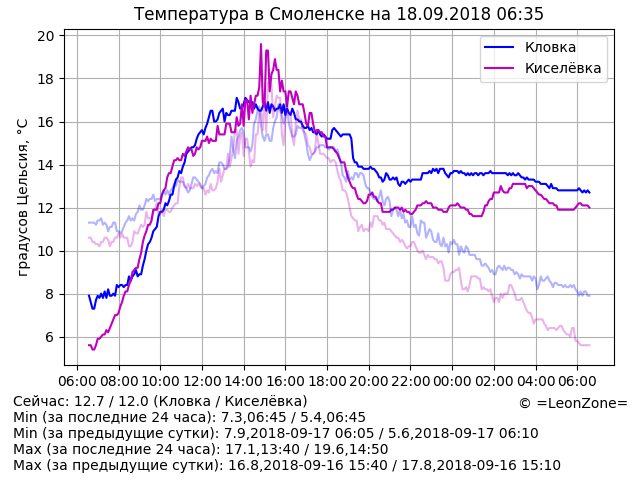 Температура в Смоленске на 18.09.2018 06:35
градусов Цельсия, °C
20
18
16
14
12
10
8
6
Кловка
Киселёвка
06:00 08:00 10:00 12:00 14:00 16:00 18:00 20:00 22:00 00:00 02:00 04:00 06:00
Сейчас: 12.7 / 12.0 (Кловка / Киселёвка)
© =LeonZone=
Min (за последние 24 часа): 7.3,06:45 / 5.4,06:45
Min (за предыдущие сутки): 7.9,2018-09-17 06:05 / 5.6,2018-09-17 06:10
Max (за последние 24 часа): 17.1,13:40 / 19.6,14:50
Max (за предыдущие сутки): 16.8,2018-09-16 15:40 / 17.8,2018-09-16 15:10